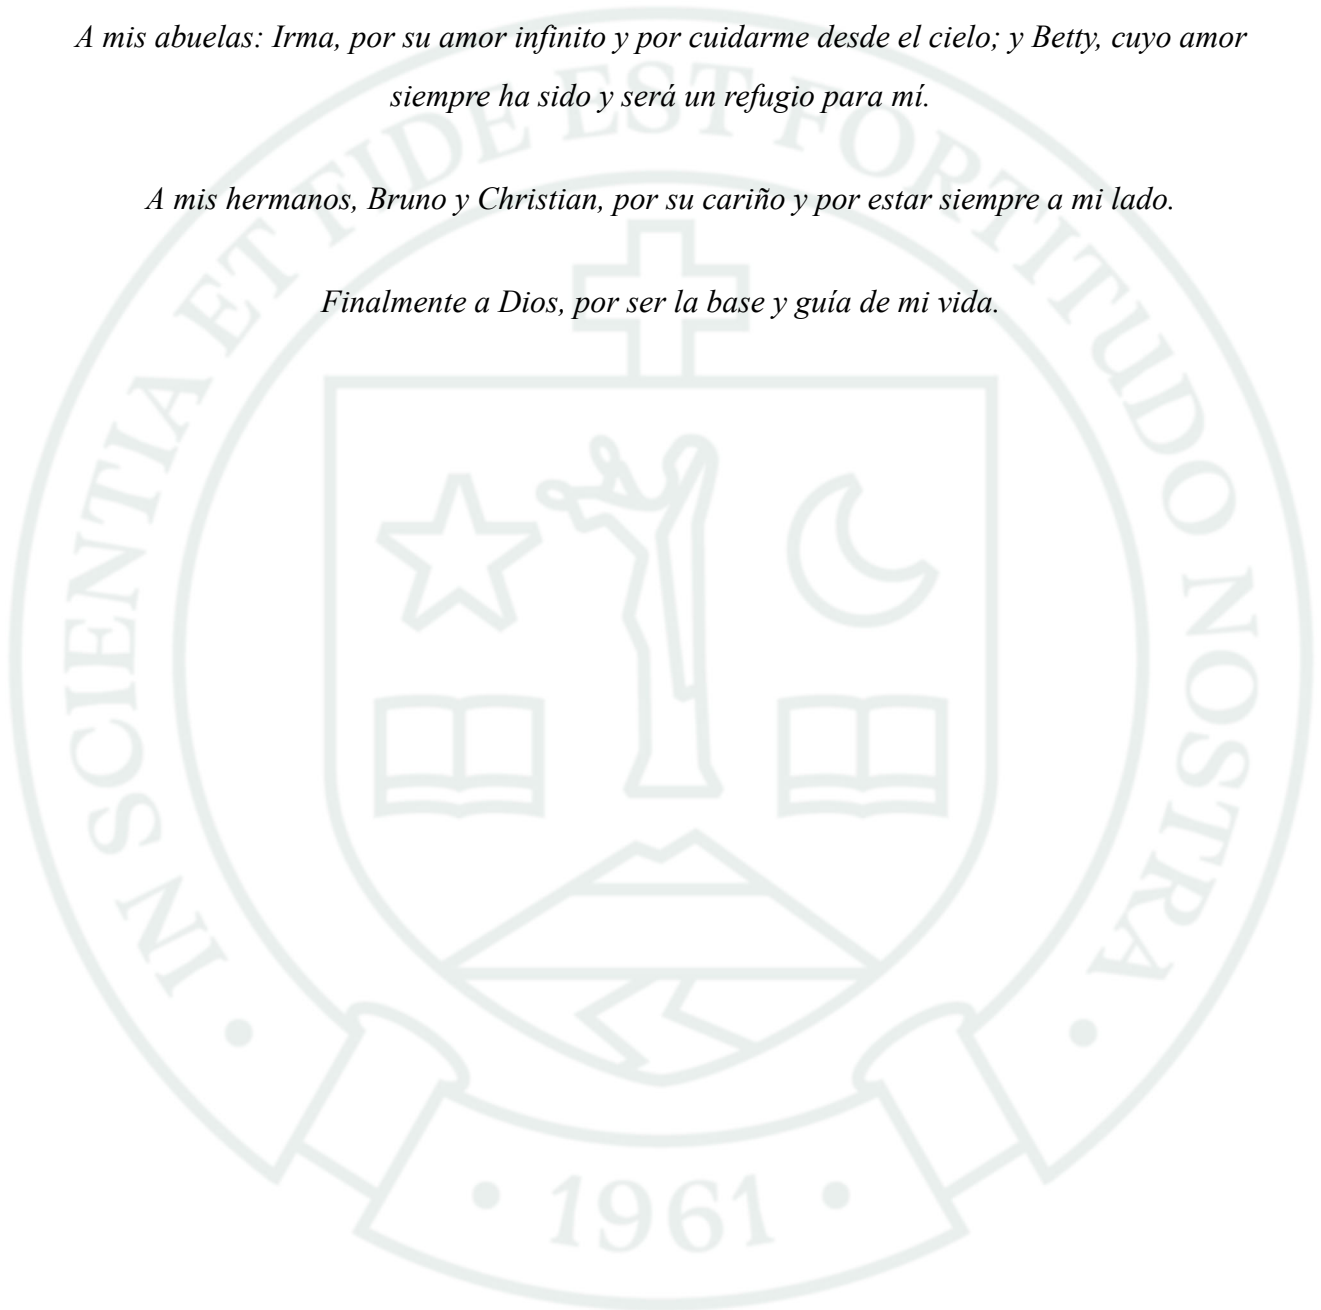 A mis abuelas: Irma, por su amor infinito y por cuidarme desde el cielo; y Betty, cuyo amor
siempre ha sido y será un refugio para mí.
A mis hermanos, Bruno y Christian, por su cariño y por estar siempre a mi lado.
Finalmente a Dios, por ser la base y guía de mi vida.
• IN SCIENTIA ET FIDE EST FORTITUDO NOSTRA •
• 1961 •